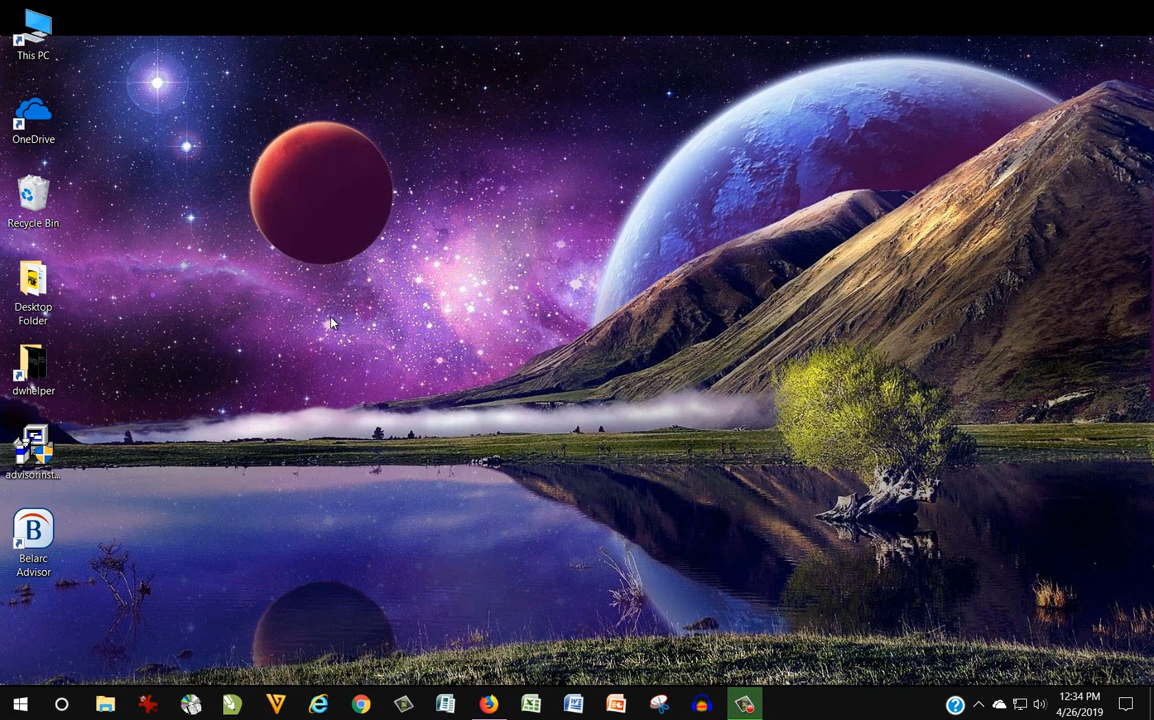 This PC
OneDrive
Recycle Bin
Desktop
Folder
dwhelper
advisorinst...
Belarc
Advisor
12:34 PM
4/26/2019